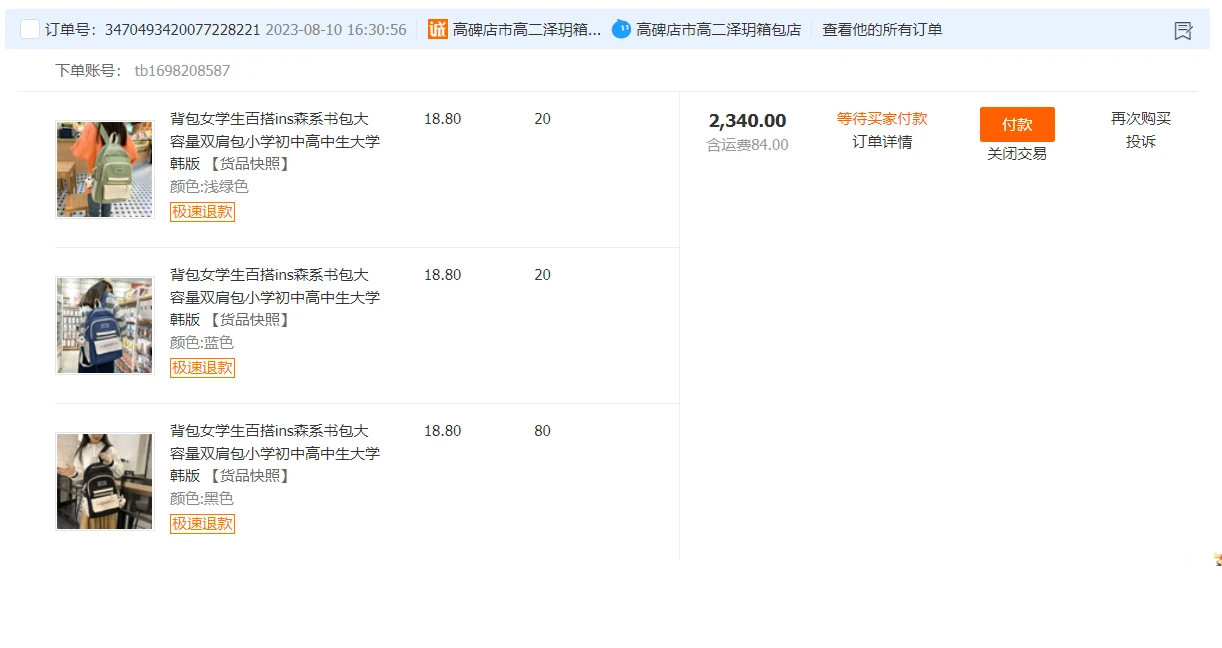 订单号：3470493420077228221 2023-08-10 16:30:56 诚 高碑店市高二泽玥箱... 高碑店市高二泽玥箱包店 查看他的所有订单
下单账号： tb1698208587
背包女学生百搭ins森系书包大 18.80 20 2,340.00 等待买家付款 付款 再次购买
容量双肩包小学初中高中生大学 含运费84.00 订单详情 关闭交易 投诉
韩版 【货品快照】
颜色:浅绿色
极速退款
背包女学生百搭ins森系书包大 18.80 20
容量双肩包小学初中高中生大学
韩版 【货品快照】
颜色:蓝色
极速退款
背包女学生百搭ins森系书包大 18.80 80
容量双肩包小学初中高中生大学
韩版 【货品快照】
颜色:黑色
极速退款